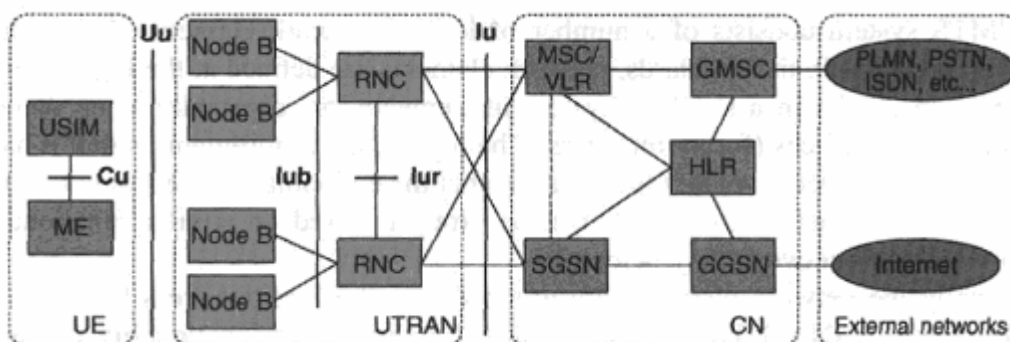 Uu
Iu
Node B
Node B
RNC
MSC/
VLR
GMSC
PLMN, PSTN,
ISDN, etc...
USIM
Cu
ME
Iub
Iur
HLR
Node B
Node B
RNC
SGSN
GGSN
Internet
UE
UTRAN
CN
External networks